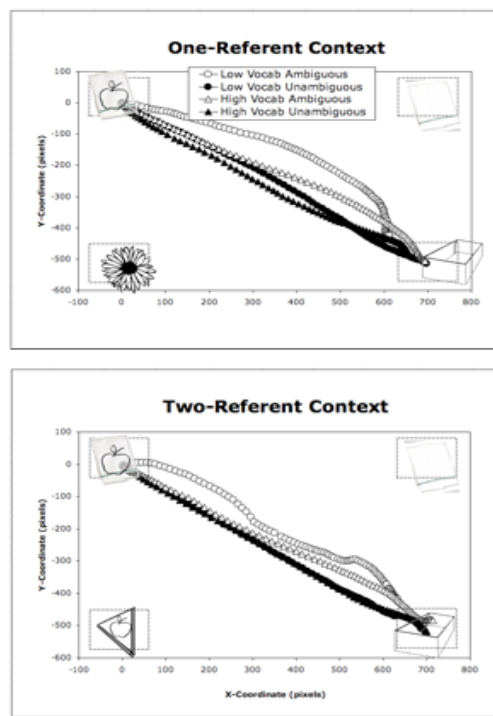 One-Referent Context
Low Vocab Ambiguous
Low Vocab Unambiguous
High Vocab Ambiguous
High Vocab Unambiguous
Y-Coordinate (pixels)
100
0
-100
-200
-300
-400
-500
-600
-100 0 100 200 300 400 500 600 700 800
Two-Referent Context
Y-Coordinate (pixels)
100
0
-100
-200
-300
-400
-500
-600
-100 0 100 200 300 400 500 600 700 800
X-Coordinate (pixels)